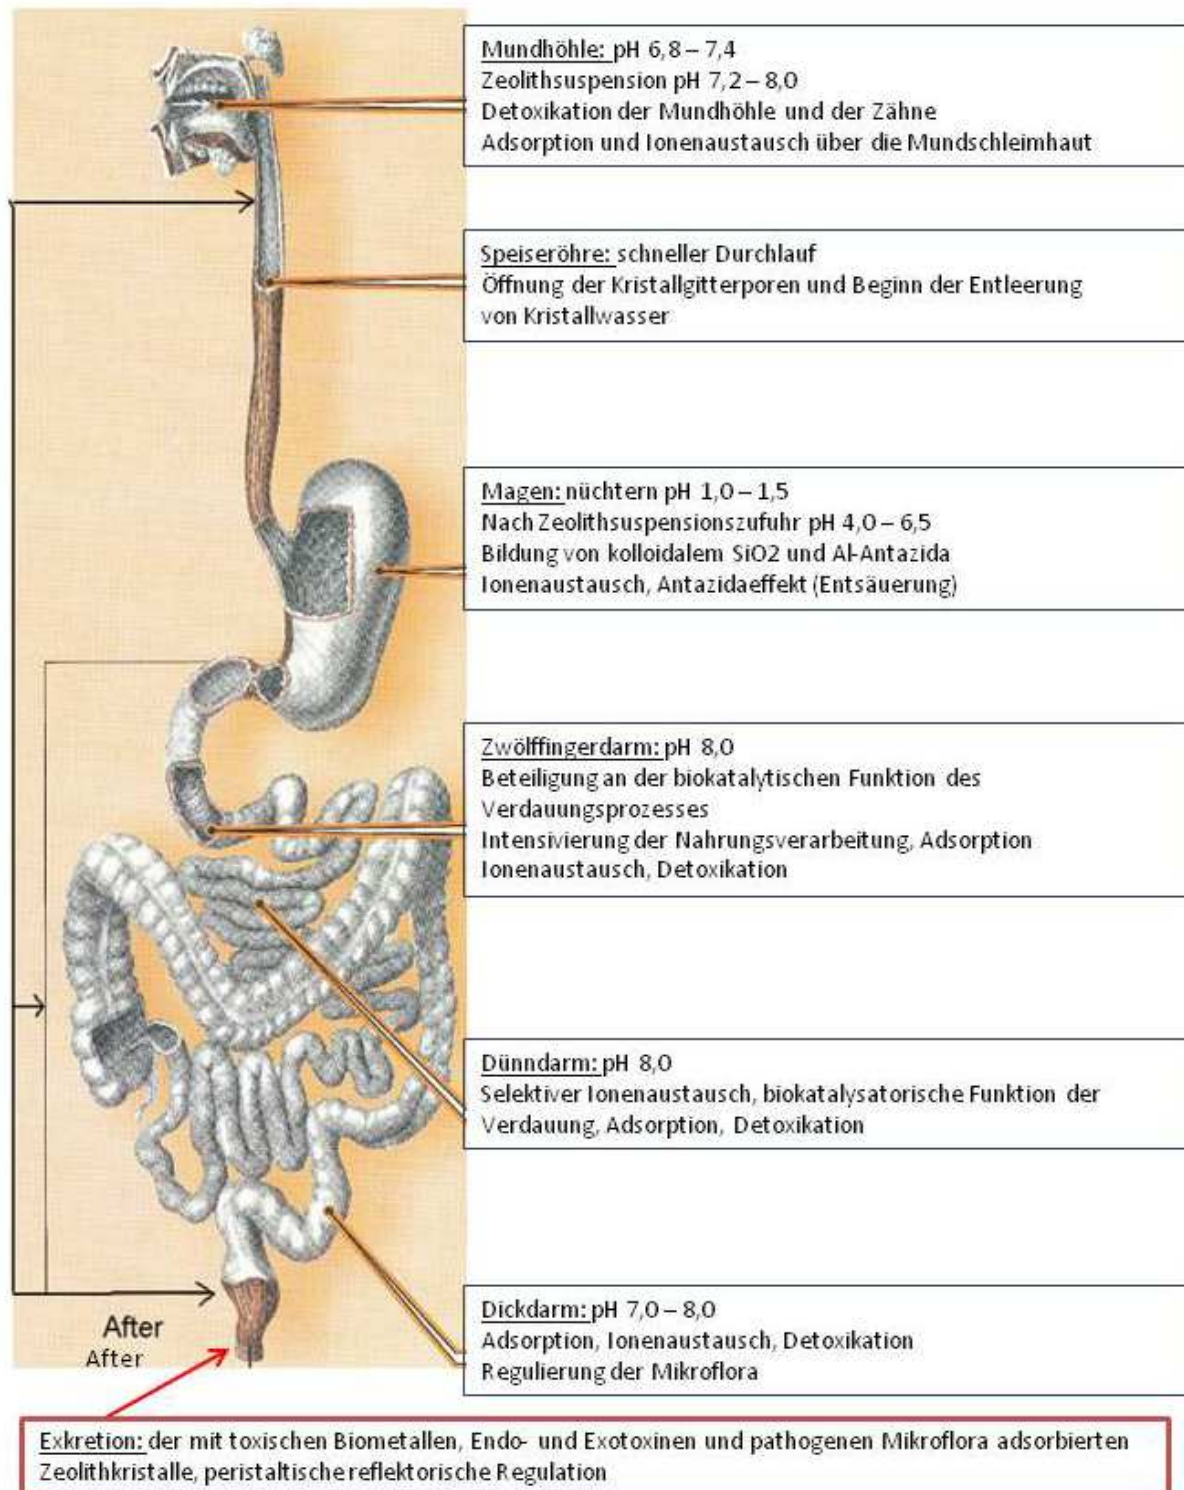 Mundhöhle: pH 6,8 – 7,4
Zeolithsuspension pH 7,2 – 8,0
Detoxikation der Mundhöhle und der Zähne
Adsorption und Ionenaustausch über die Mundschleimhaut
Speiseröhre: schneller Durchlauf
Öffnung der Kristallgitterporen und Beginn der Entleerung
von Kristallwasser
Magen: nüchtern pH 1,0 – 1,5
Nach Zeolithsuspensionszufuhr pH 4,0 – 6,5
Bildung von kolloidalem SiO2 und Al-Antazida
Ionenaustausch, Antazidaeffekt (Entsäuerung)
Zwölffingerdarm: pH 8,0
Beteiligung an der biokatalytischen Funktion des
Verdauungsprozesses
Intensivierung der Nahrungsverarbeitung, Adsorption
Ionenaustausch, Detoxikation
Dünndarm: pH 8,0
Selektiver Ionenaustausch, biokatalysatorische Funktion der
Verdauung, Adsorption, Detoxikation
Dickdarm: pH 7,0 – 8,0
Adsorption, Ionenaustausch, Detoxikation
Regulierung der Mikroflora
After
After
Exkretion: der mit toxischen Biometallen, Endo- und Exotoxinen und pathogenen Mikroflora adsorbierten
Zeolithkristalle, peristaltische reflektorische Regulation